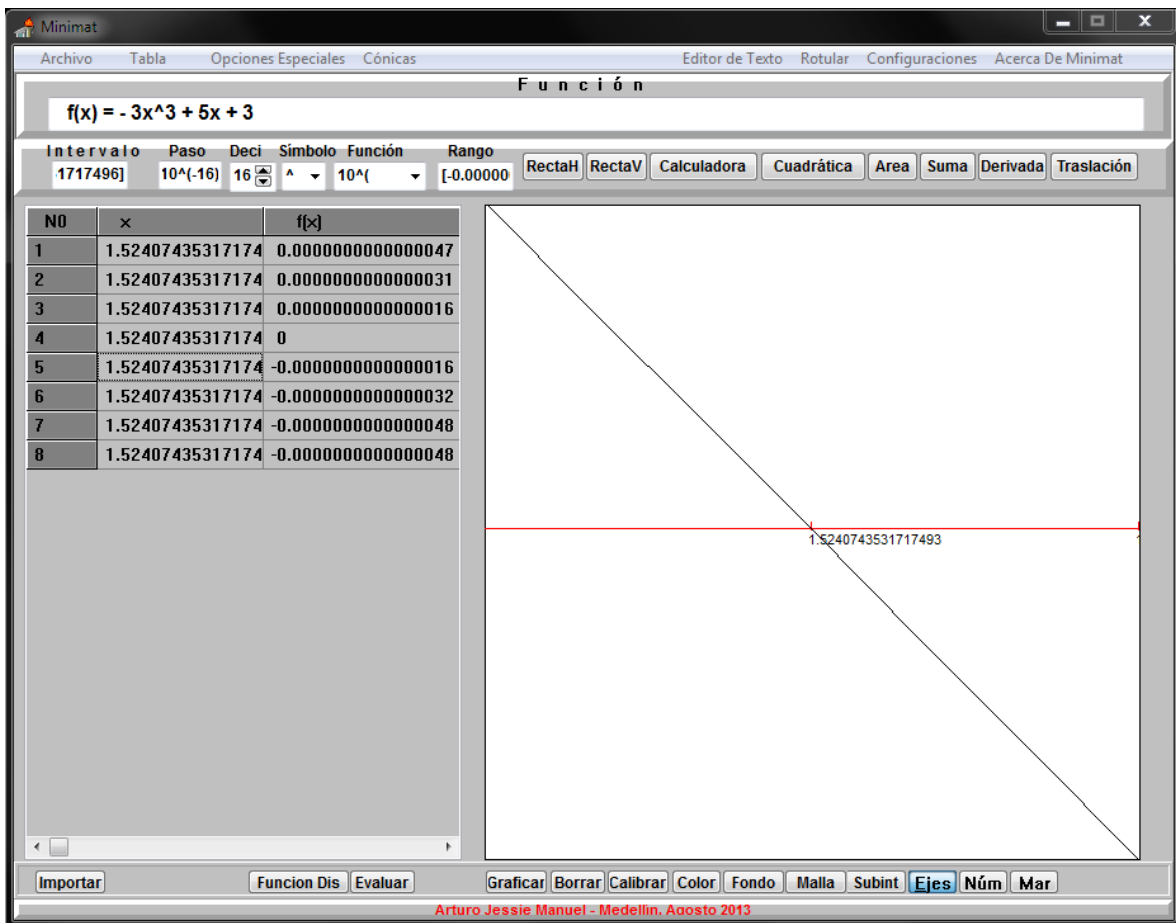 Minimat
Archivo Tabla Opciones Especiales Cónicas Editor de Texto Rotular Configuraciones Acerca De Minimat
Función
f(x) = - 3x^3 + 5x + 3
Intervalo Paso Deci Símbolo Función Rango
1717496] 10^(-16) 16 ^ 10^( [-0.00000 RectaH RectaV Calculadora Cuadrática Area Suma Derivada Traslación
N0 x f(x)
1 1.52407435317174 0.0000000000000047
2 1.52407435317174 0.0000000000000031
3 1.52407435317174 0.0000000000000016
4 1.52407435317174 0
5 1.52407435317174 -0.0000000000000016
6 1.52407435317174 -0.0000000000000032
7 1.52407435317174 -0.0000000000000048
8 1.52407435317174 -0.0000000000000048
1.5240743531717493
Importar Funcion Dis Evaluar Graficar Borrar Calibrar Color Fondo Malla Subint Ejes Núm Mar
Arturo Jessie Manuel - Medellin. Agosto 2013